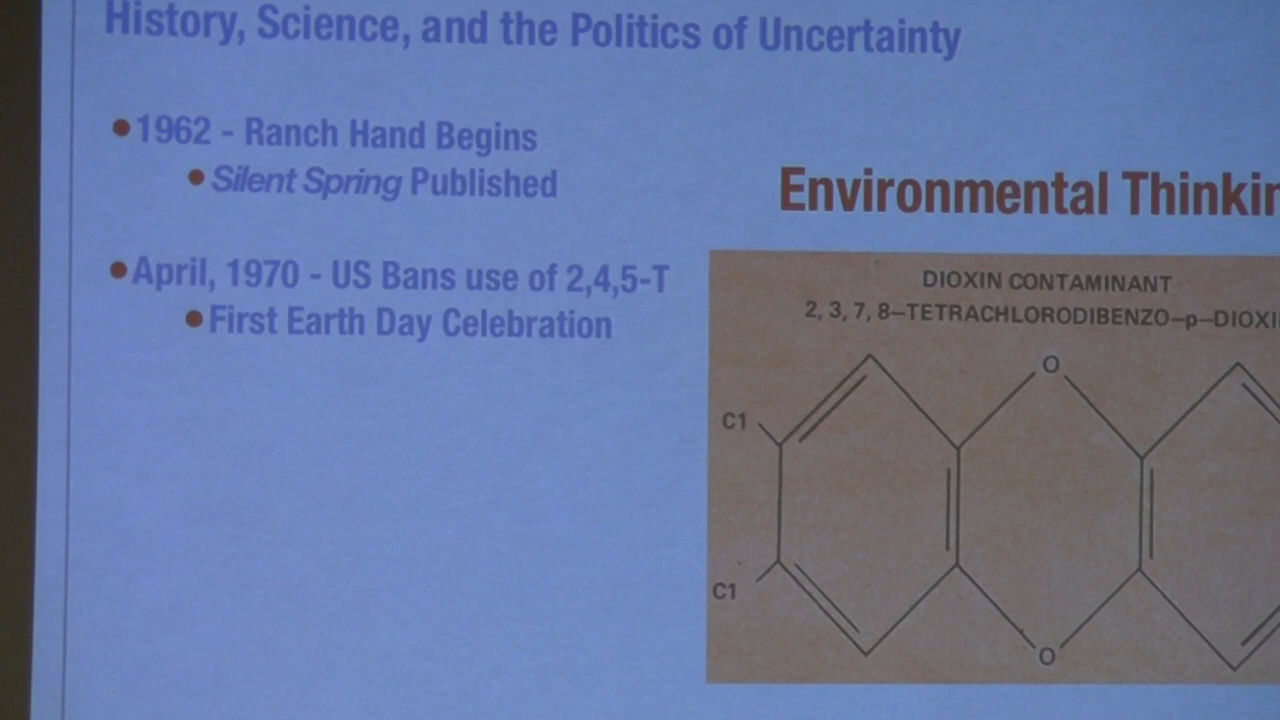 History, Science, and the Politics of Uncertainty
•1962 - Ranch Hand Begins
•Silent Spring Published
Environmental Thinkin
•April, 1970 - US Bans use of 2,4,5-T
•First Earth Day Celebration
DIOXIN CONTAMINANT
2, 3, 7, 8–TETRACHLORODIBENZO–p–DIOXI
O
C1
C1
O